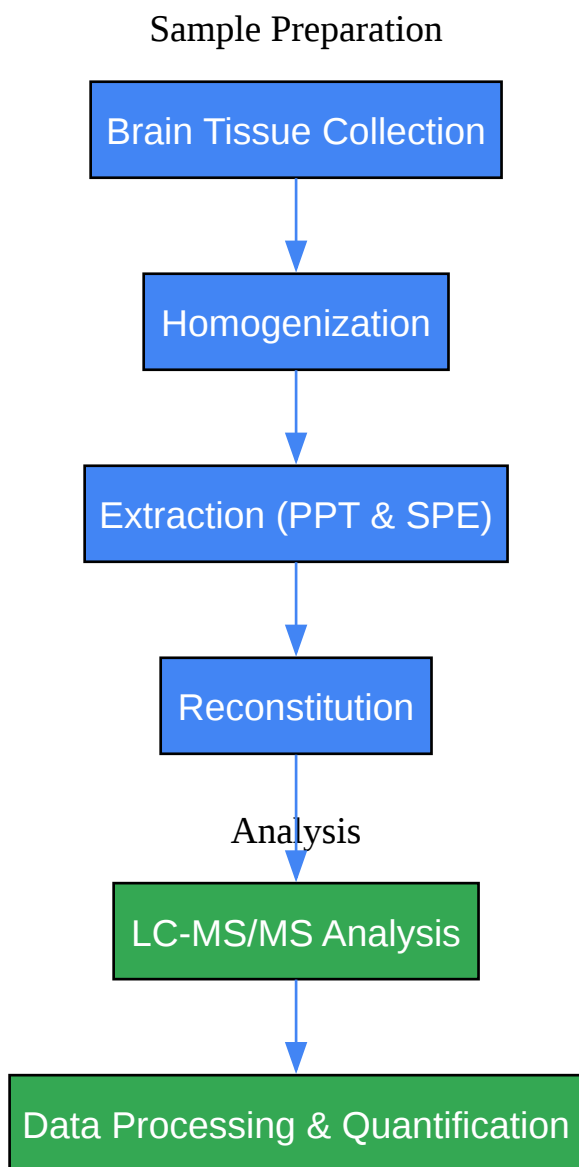 Sample Preparation
Brain Tissue Collection
Homogenization
Extraction (PPT & SPE)
Reconstitution
Analysis
LC-MS/MS Analysis
Data Processing & Quantification